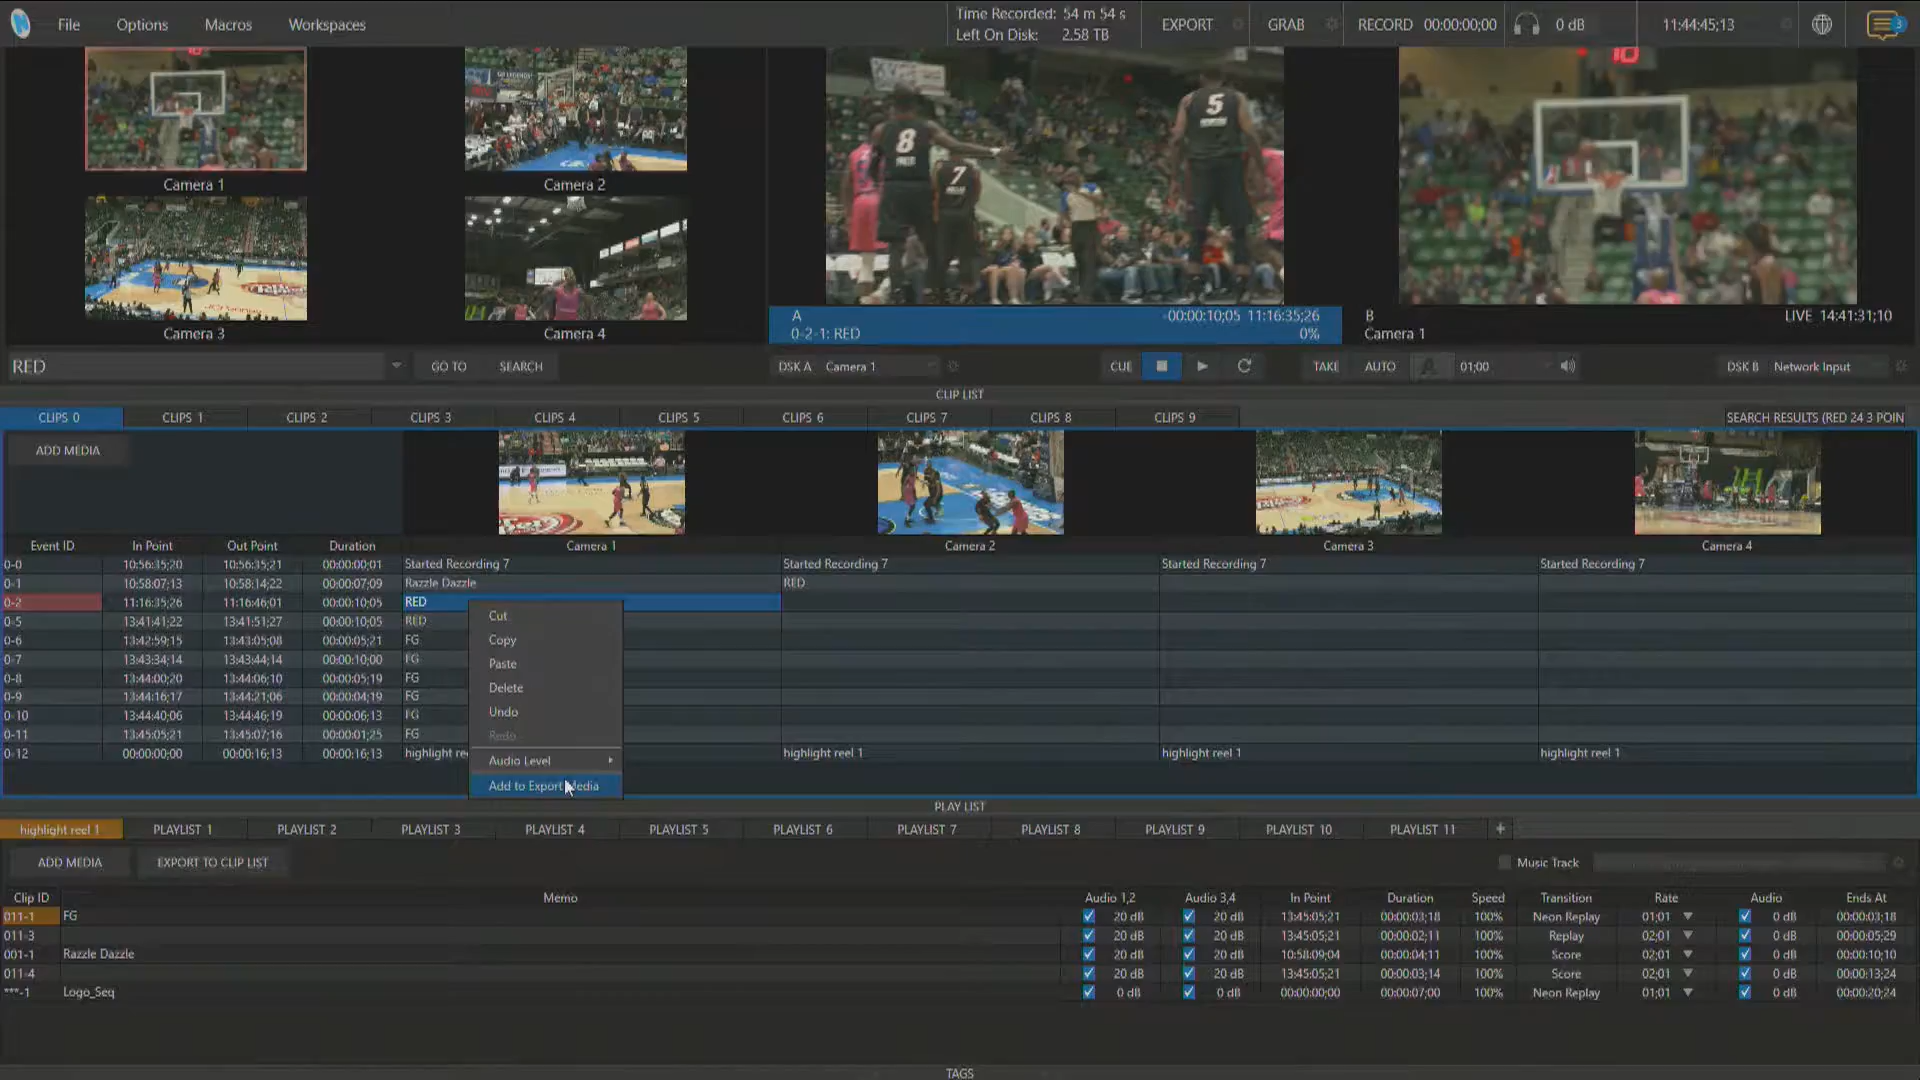 File Options Macros Workspaces
Time Recorded: 54 m 54 s
Left On Disk: 2.58 TB
EXPORT GRAB RECORD 00:00:00;00 0 dB 11:44:45;13 3
Camera 1 Camera 2
Camera 3 Camera 4
8 7 5
A -00:00:10;05 11:16:35;26
0-2-1: RED 0%
B LIVE 14:41:31;10
Camera 1
RED GO TO SEARCH DSK A Camera 1 CUE TAKE AUTO 01;00 DSK B Network Input
CLIP LIST
CLIPS 0 CLIPS 1 CLIPS 2 CLIPS 3 CLIPS 4 CLIPS 5 CLIPS 6 CLIPS 7 CLIPS 8 CLIPS 9 SEARCH RESULTS (RED 24 3 POIN
ADD MEDIA
Event ID In Point Out Point Duration Camera 1 Camera 2 Camera 3 Camera 4
0-0 10:56:35;20 10:56:35;21 00:00:00;01 Started Recording 7 Started Recording 7 Started Recording 7 Started Recording 7
0-1 10:58:07;13 10:58:14;22 00:00:07;09 Razzle Dazzle RED
0-2 11:16:35;26 11:16:46;01 00:00:10;05 RED
0-5 13:41:41;22 13:41:51;27 00:00:10;05 RED
0-6 13:42:59;15 13:43:05;08 00:00:05;21 FG
0-7 13:43:34;14 13:43:44;14 00:00:10;00 FG
0-8 13:44:00;20 13:44:06;10 00:00:05;19 FG
0-9 13:44:16;17 13:44:21;06 00:00:04;19 FG
0-10 13:44:40;06 13:44:46;19 00:00:06;13 FG
0-11 13:45:05;21 13:45:07;16 00:00:01;25 FG
0-12 00:00:00;00 00:00:16;13 00:00:16;13 highlight re highlight reel 1 highlight reel 1 highlight reel 1
Cut
Copy
Paste
Delete
Undo
Redo
Audio Level
Add to Export Media
PLAY LIST
highlight reel 1 PLAYLIST 1 PLAYLIST 2 PLAYLIST 3 PLAYLIST 4 PLAYLIST 5 PLAYLIST 6 PLAYLIST 7 PLAYLIST 8 PLAYLIST 9 PLAYLIST 10 PLAYLIST 11 +
ADD MEDIA EXPORT TO CLIP LIST Music Track
Clip ID Memo Audio 1,2 Audio 3,4 In Point Duration Speed Transition Rate Audio Ends At
011-1 FG 20 dB 20 dB 13:45:05;21 00:00:03;18 100% Neon Replay 01;01 0 dB 00:00:03;18
011-3 20 dB 20 dB 13:45:05;21 00:00:02;11 100% Replay 02;01 0 dB 00:00:05;29
001-1 Razzle Dazzle 20 dB 20 dB 10:58:09;04 00:00:04;11 100% Score 02;01 0 dB 00:00:10;10
011-4 20 dB 20 dB 13:45:05;21 00:00:03;14 100% Score 02;01 0 dB 00:00:13;24
***-1 Logo_Seq 0 dB 0 dB 00:00:00;00 00:00:07;00 100% Neon Replay 01;01 0 dB 00:00:20;24
TAGS